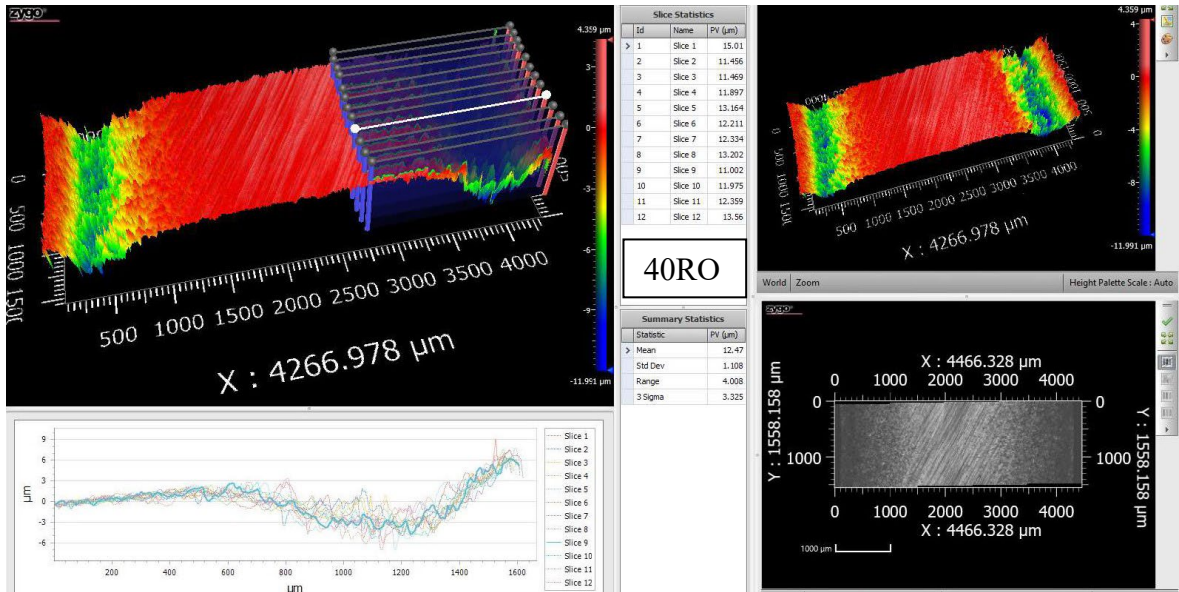 zygo
4.359 µm
3
0
-3
-6
-9
-11.991 µm
0
500
1000
1500
500 1000 1500 2000 2500 3000 3500 4000
X : 4266.978 µm
Slice Statistics
Id Name PV (µm)
1 Slice 1 15.01
2 Slice 2 11.456
3 Slice 3 11.469
4 Slice 4 11.897
5 Slice 5 13.164
6 Slice 6 12.211
7 Slice 7 12.334
8 Slice 8 13.202
9 Slice 9 11.002
10 Slice 10 11.975
11 Slice 11 12.359
12 Slice 12 13.56
40RO
Summary Statistics
Statistic PV (µm)
Mean 12.47
Std Dev 1.108
Range 4.008
3 Sigma 3.325
4.359 µm
4
0
-4
-8
-11.991 µm
0
500
1000
500 1000 1500 2000 2500 3000 3500 4000
X : 4266.978 µm
World Zoom Height Palette Scale : Auto
9
6
3
0
-3
-6
µm
200 400 600 800 1000 1200 1400 1600
µm
Slice 1
Slice 2
Slice 3
Slice 4
Slice 5
Slice 6
Slice 7
Slice 8
Slice 9
Slice 10
Slice 11
Slice 12
zygo
X : 4466.328 µm
0 1000 2000 3000 4000
0
1000
Y : 1558.158 µm
0
1000
Y : 1558.158 µm
0 1000 2000 3000 4000
X : 4466.328 µm
1000 µm